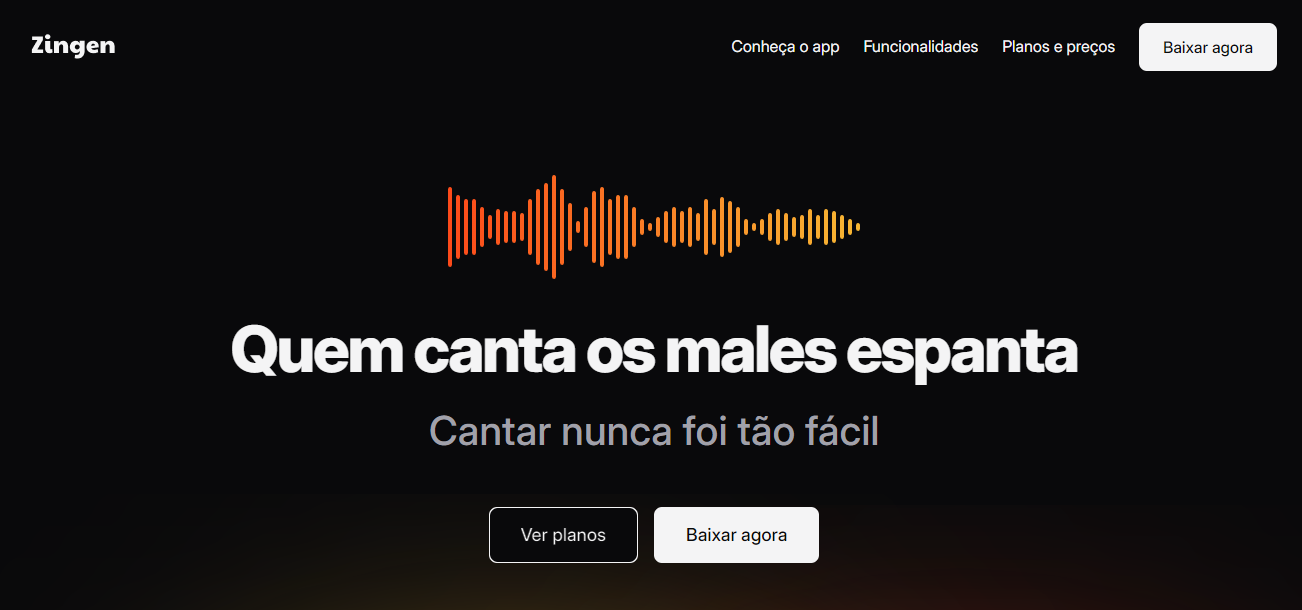 Zingen
Conheça o app
Funcionalidades
Planos e preços
Baixar agora
Quem canta os males espanta
Cantar nunca foi tão fácil
Ver planos
Baixar agora